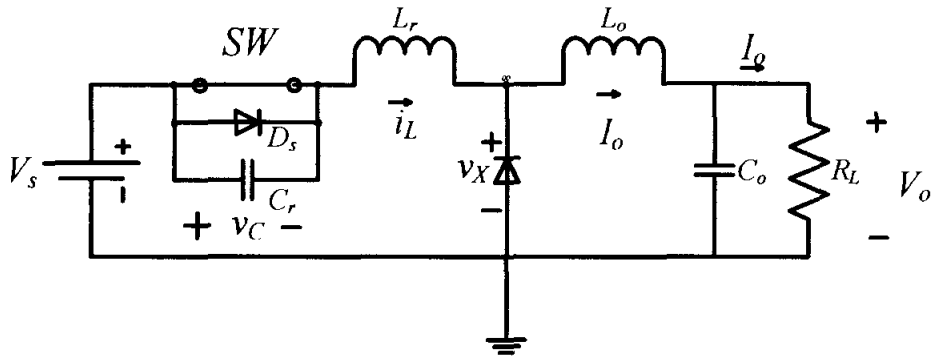 L_r
L_o
SW
I_o
+
D_s
i_L
I_o
+
+
V_s
v_X
C_o
R_L
V_o
C_r
+ v_C −
−
−